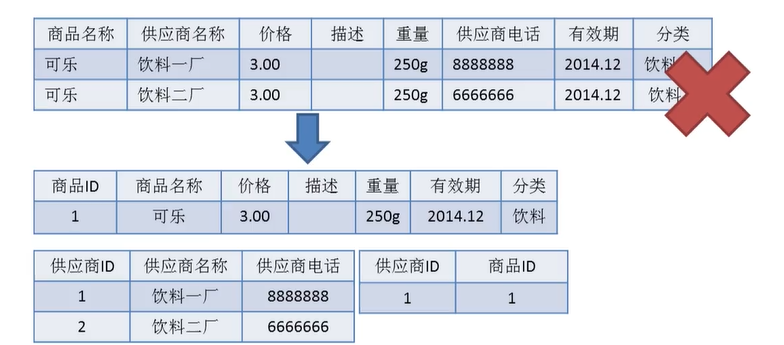 商品名称 供应商名称 价格 描述 重量 供应商电话 有效期 分类
可乐 饮料一厂 3.00 250g 8888888 2014.12 饮料
可乐 饮料二厂 3.00 250g 6666666 2014.12 饮料
商品ID 商品名称 价格 描述 重量 有效期 分类
1 可乐 3.00 250g 2014.12 饮料
供应商ID 供应商名称 供应商电话
1 饮料一厂 8888888
2 饮料二厂 6666666
供应商ID 商品ID
1 1